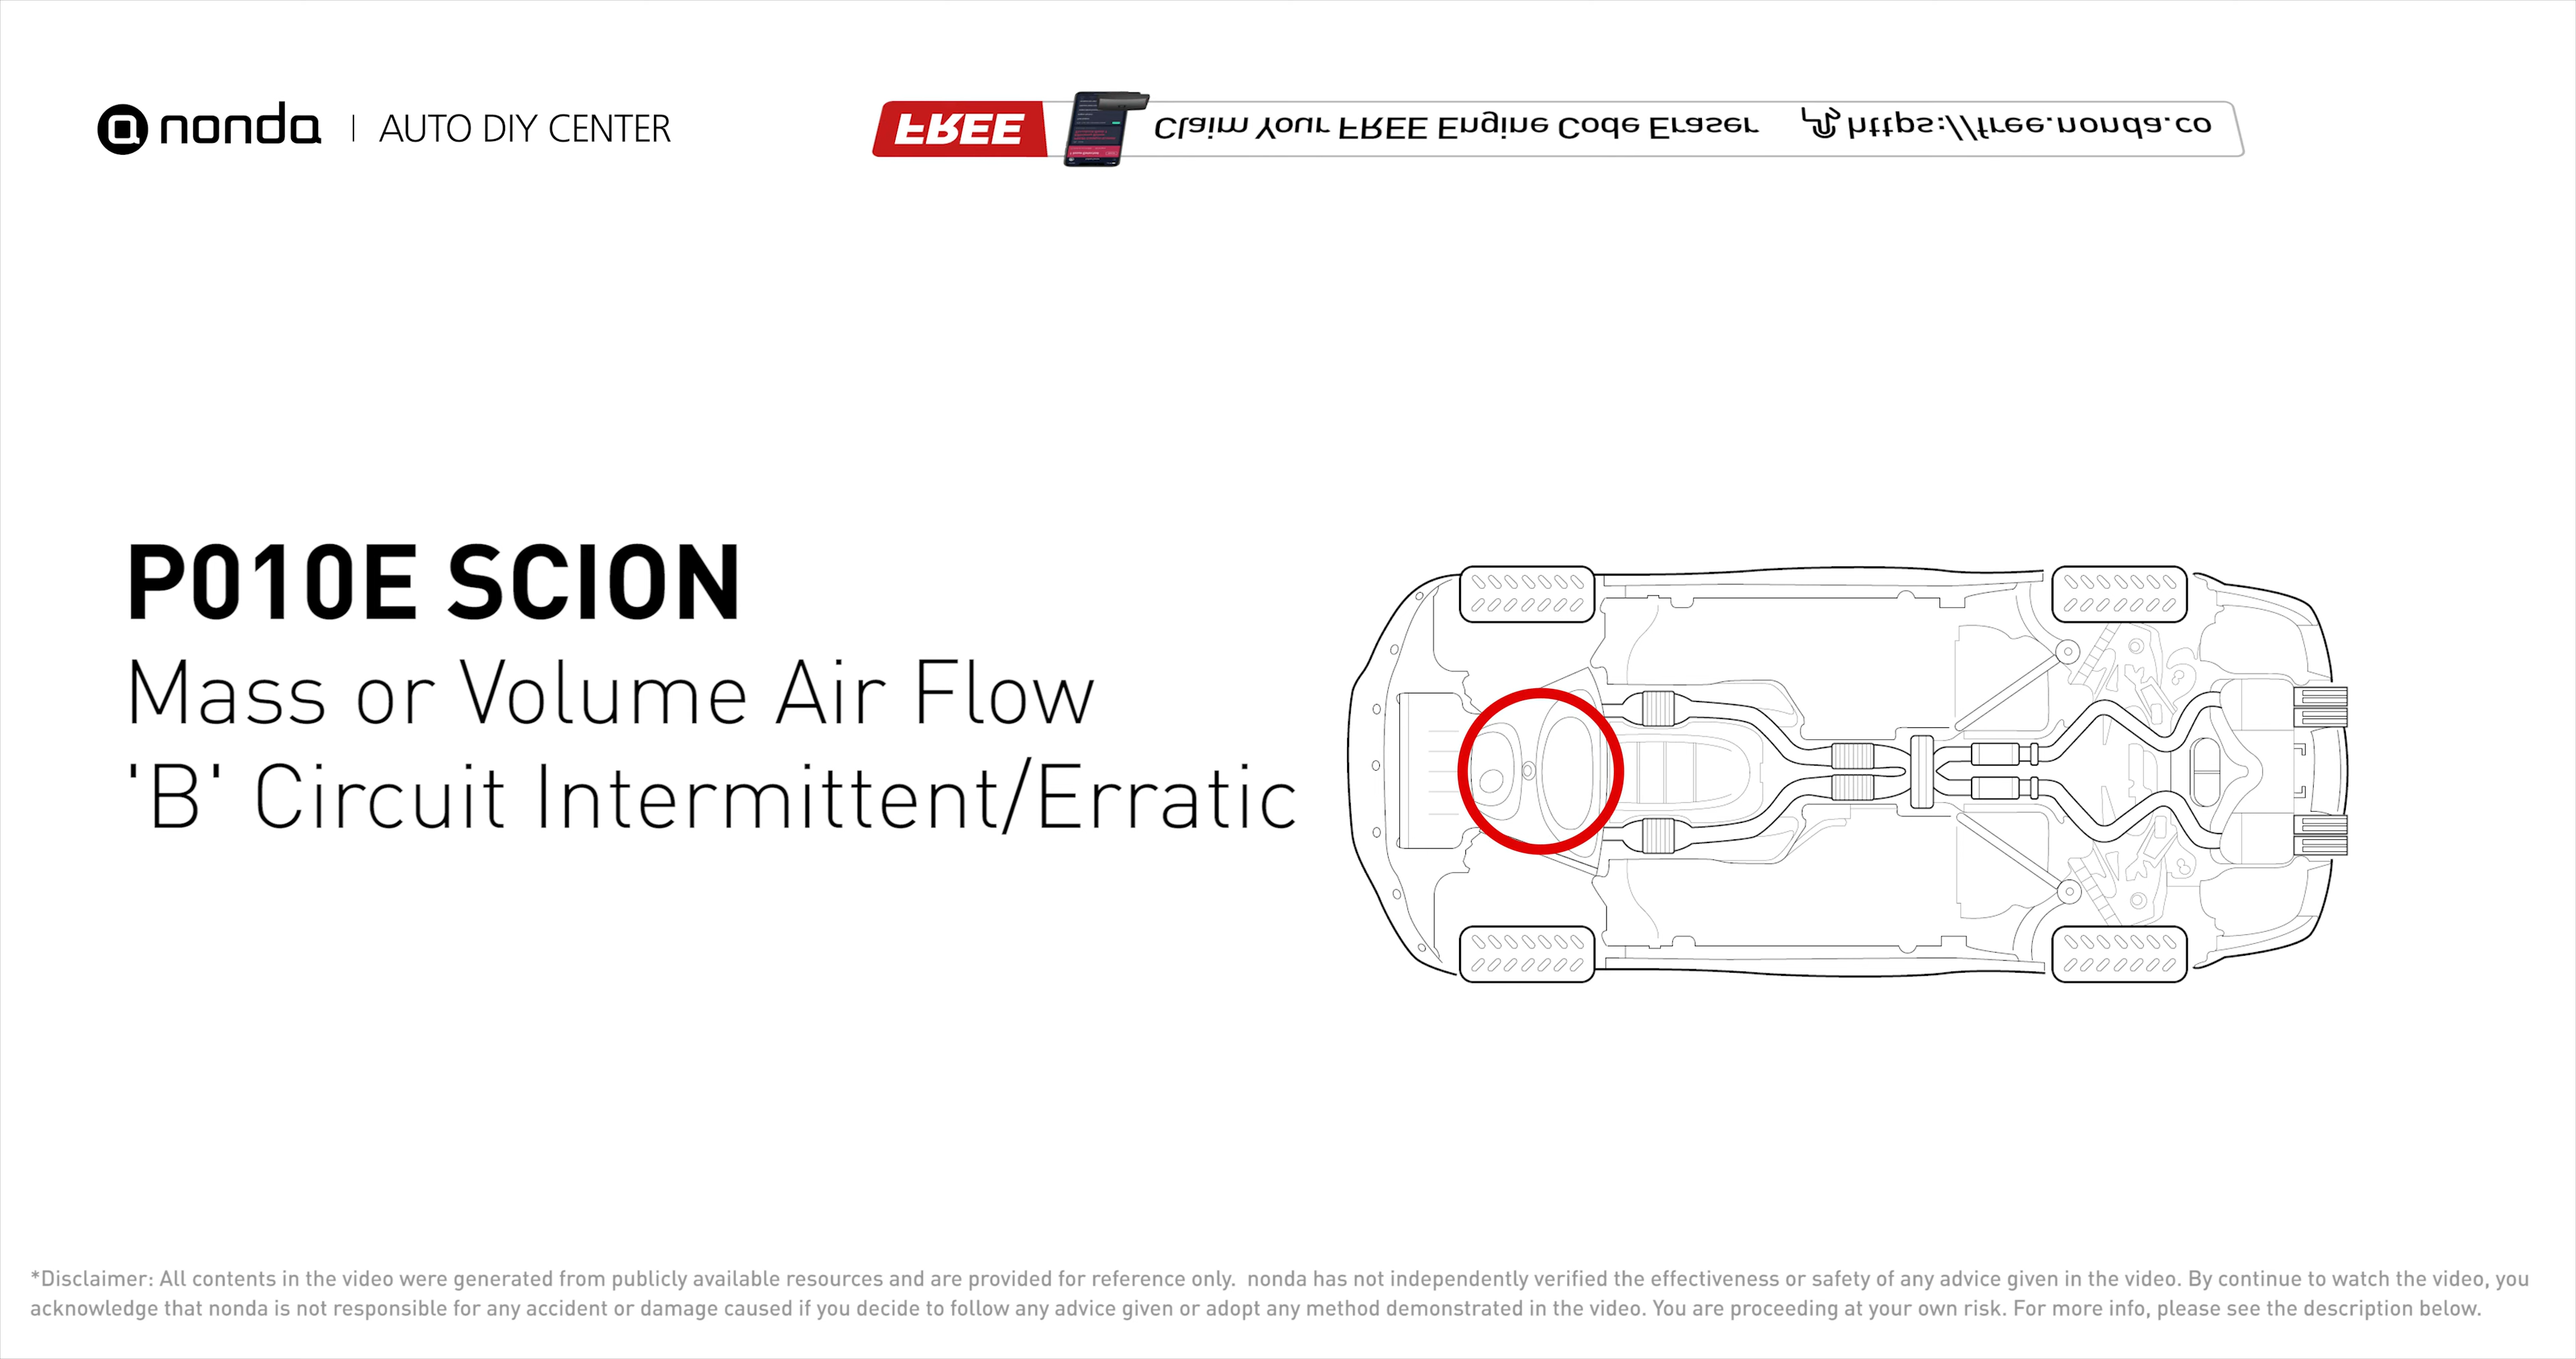 nonda | AUTO DIY CENTER
FREE Claim Your FREE Engine Code Eraser https://free.nonda.co
P010E SCION
Mass or Volume Air Flow
'B' Circuit Intermittent/Erratic
*Disclaimer: All contents in the video were generated from publicly available resources and are provided for reference only. nonda has not independently verified the effectiveness or safety of any advice given in the video. By continue to watch the video, you
acknowledge that nonda is not responsible for any accident or damage caused if you decide to follow any advice given or adopt any method demonstrated in the video. You are proceeding at your own risk. For more info, please see the description below.